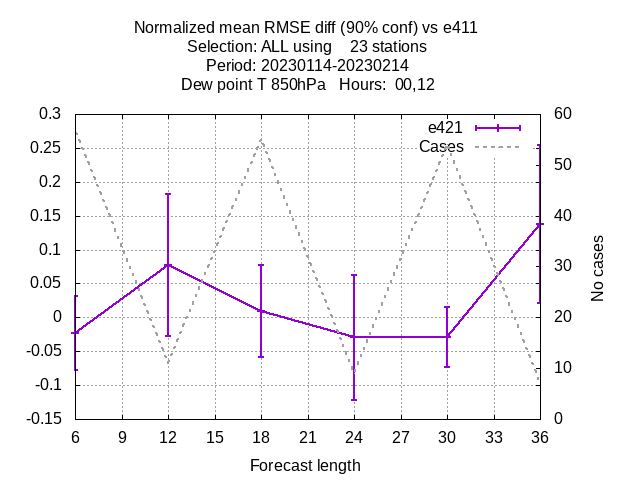 Normalized mean RMSE diff (90% conf) vs e411
Selection: ALL using    23 stations
Period: 20230114-20230214
Dew point T 850hPa   Hours:  00,12
0.3
0.25
0.2
0.15
0.1
0.05
0
-0.05
-0.1
-0.15
e421
Cases
60
50
40
30
20
10
0
No cases
6 9 12 15 18 21 24 27 30 33 36
Forecast length